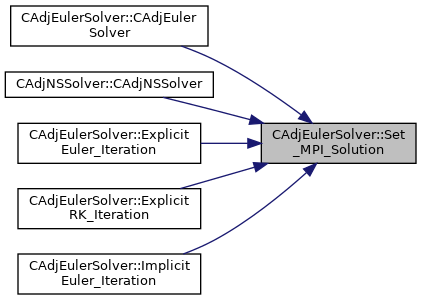 CAdjEulerSolver::CAdjEuler
Solver
CAdjNSSolver::CAdjNSSolver
CAdjEulerSolver::Explicit
Euler_Iteration
CAdjEulerSolver::Set
_MPI_Solution
CAdjEulerSolver::Explicit
RK_Iteration
CAdjEulerSolver::Implicit
Euler_Iteration